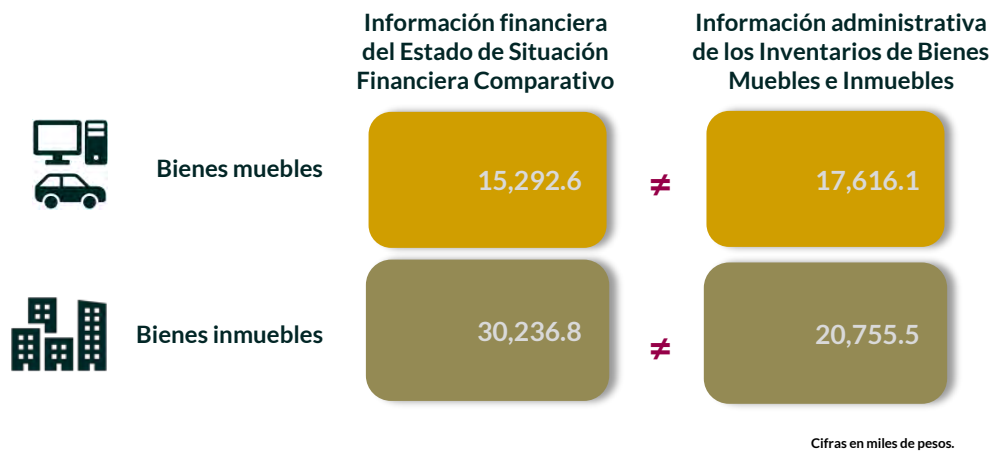 Información financiera
del Estado de Situación
Financiera Comparativo
Información administrativa
de los Inventarios de Bienes
Muebles e Inmuebles
Bienes muebles
15,292.6
≠
17,616.1
Bienes inmuebles
30,236.8
≠
20,755.5
Cifras en miles de pesos.